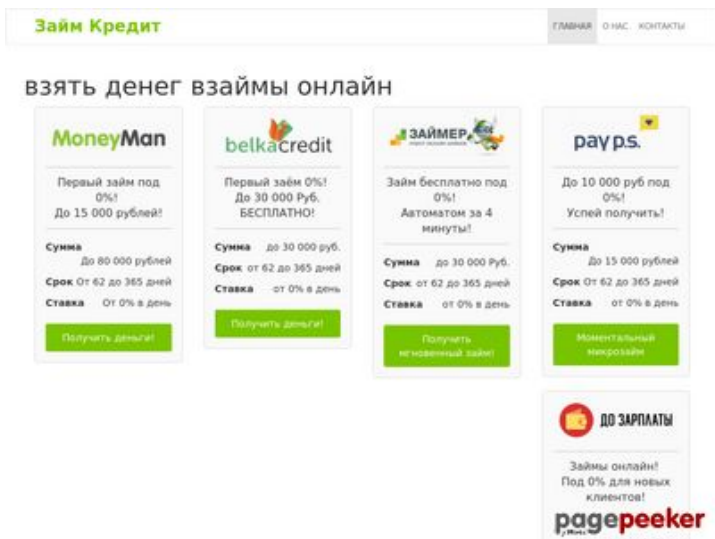 Займ Кредит
ГЛАВНАЯ О НАС КОНТАКТЫ
взять денег взаймы онлайн
MoneyMan
Первый займ под
0%!
До 15 000 рублей!
Сумма
До 80 000 рублей
Срок От 62 до 365 дней
Ставка От 0% в день
Получить деньги!
belkacredit
Первый заём 0%!
До 30 000 Руб.
БЕСПЛАТНО!
Сумма до 30 000 руб.
Срок от 62 до 365 дней
Ставка от 0% в день
Получить деньги!
ЗАЙМЕР
Займ бесплатно под
0%!
Автоматом за 4
минуты!
Сумма до 30 000 Руб.
Срок от 62 до 365 дней
Ставка от 0% в день
Получить
мгновенный займ!
pay p.s.
До 10 000 руб под
0%!
Успей получить!
Сумма
До 15 000 рублей
Срок От 62 до 365 дней
Ставка от 0% в день
Моментальный
микрозайм
ДО ЗАРПЛАТЫ
Займы онлайн!
Под 0% для новых
клиентов!
pagepeeker